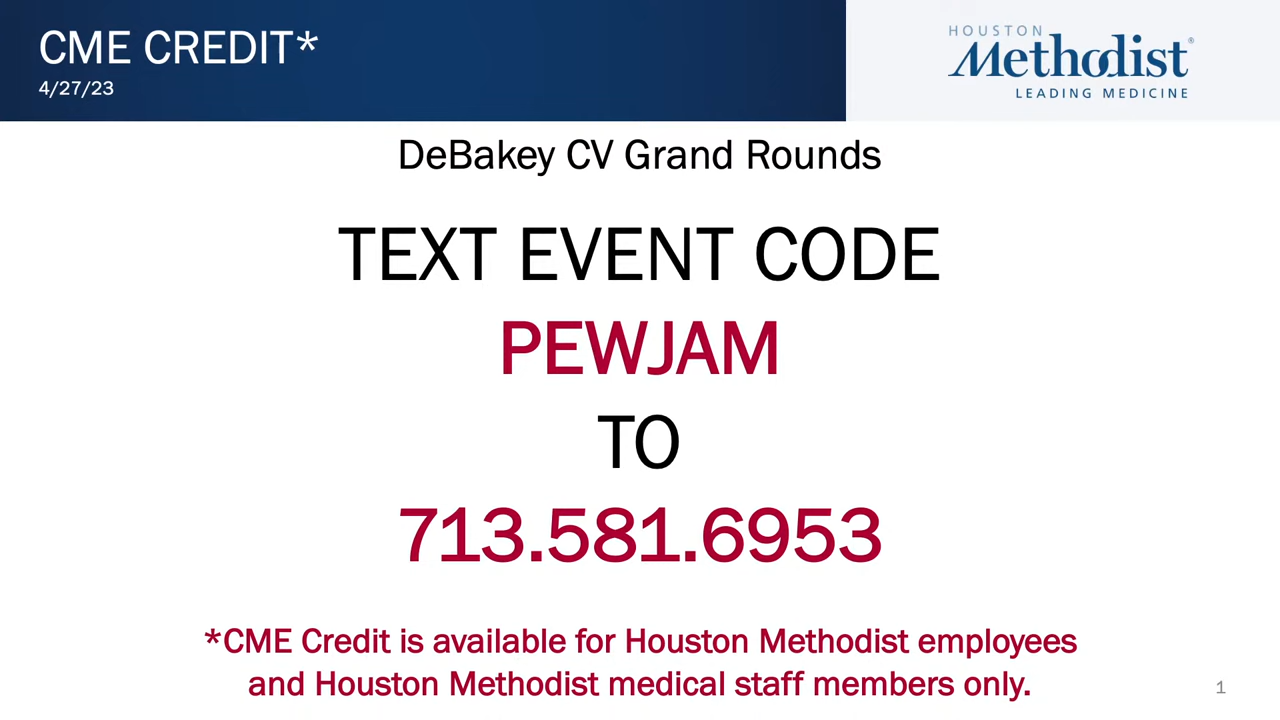 CME CREDIT*
4/27/23
HOUSTON
Methodist®
LEADING MEDICINE
DeBakey CV Grand Rounds
TEXT EVENT CODE
PEWJAM
TO
713.581.6953
*CME Credit is available for Houston Methodist employees
and Houston Methodist medical staff members only.
1